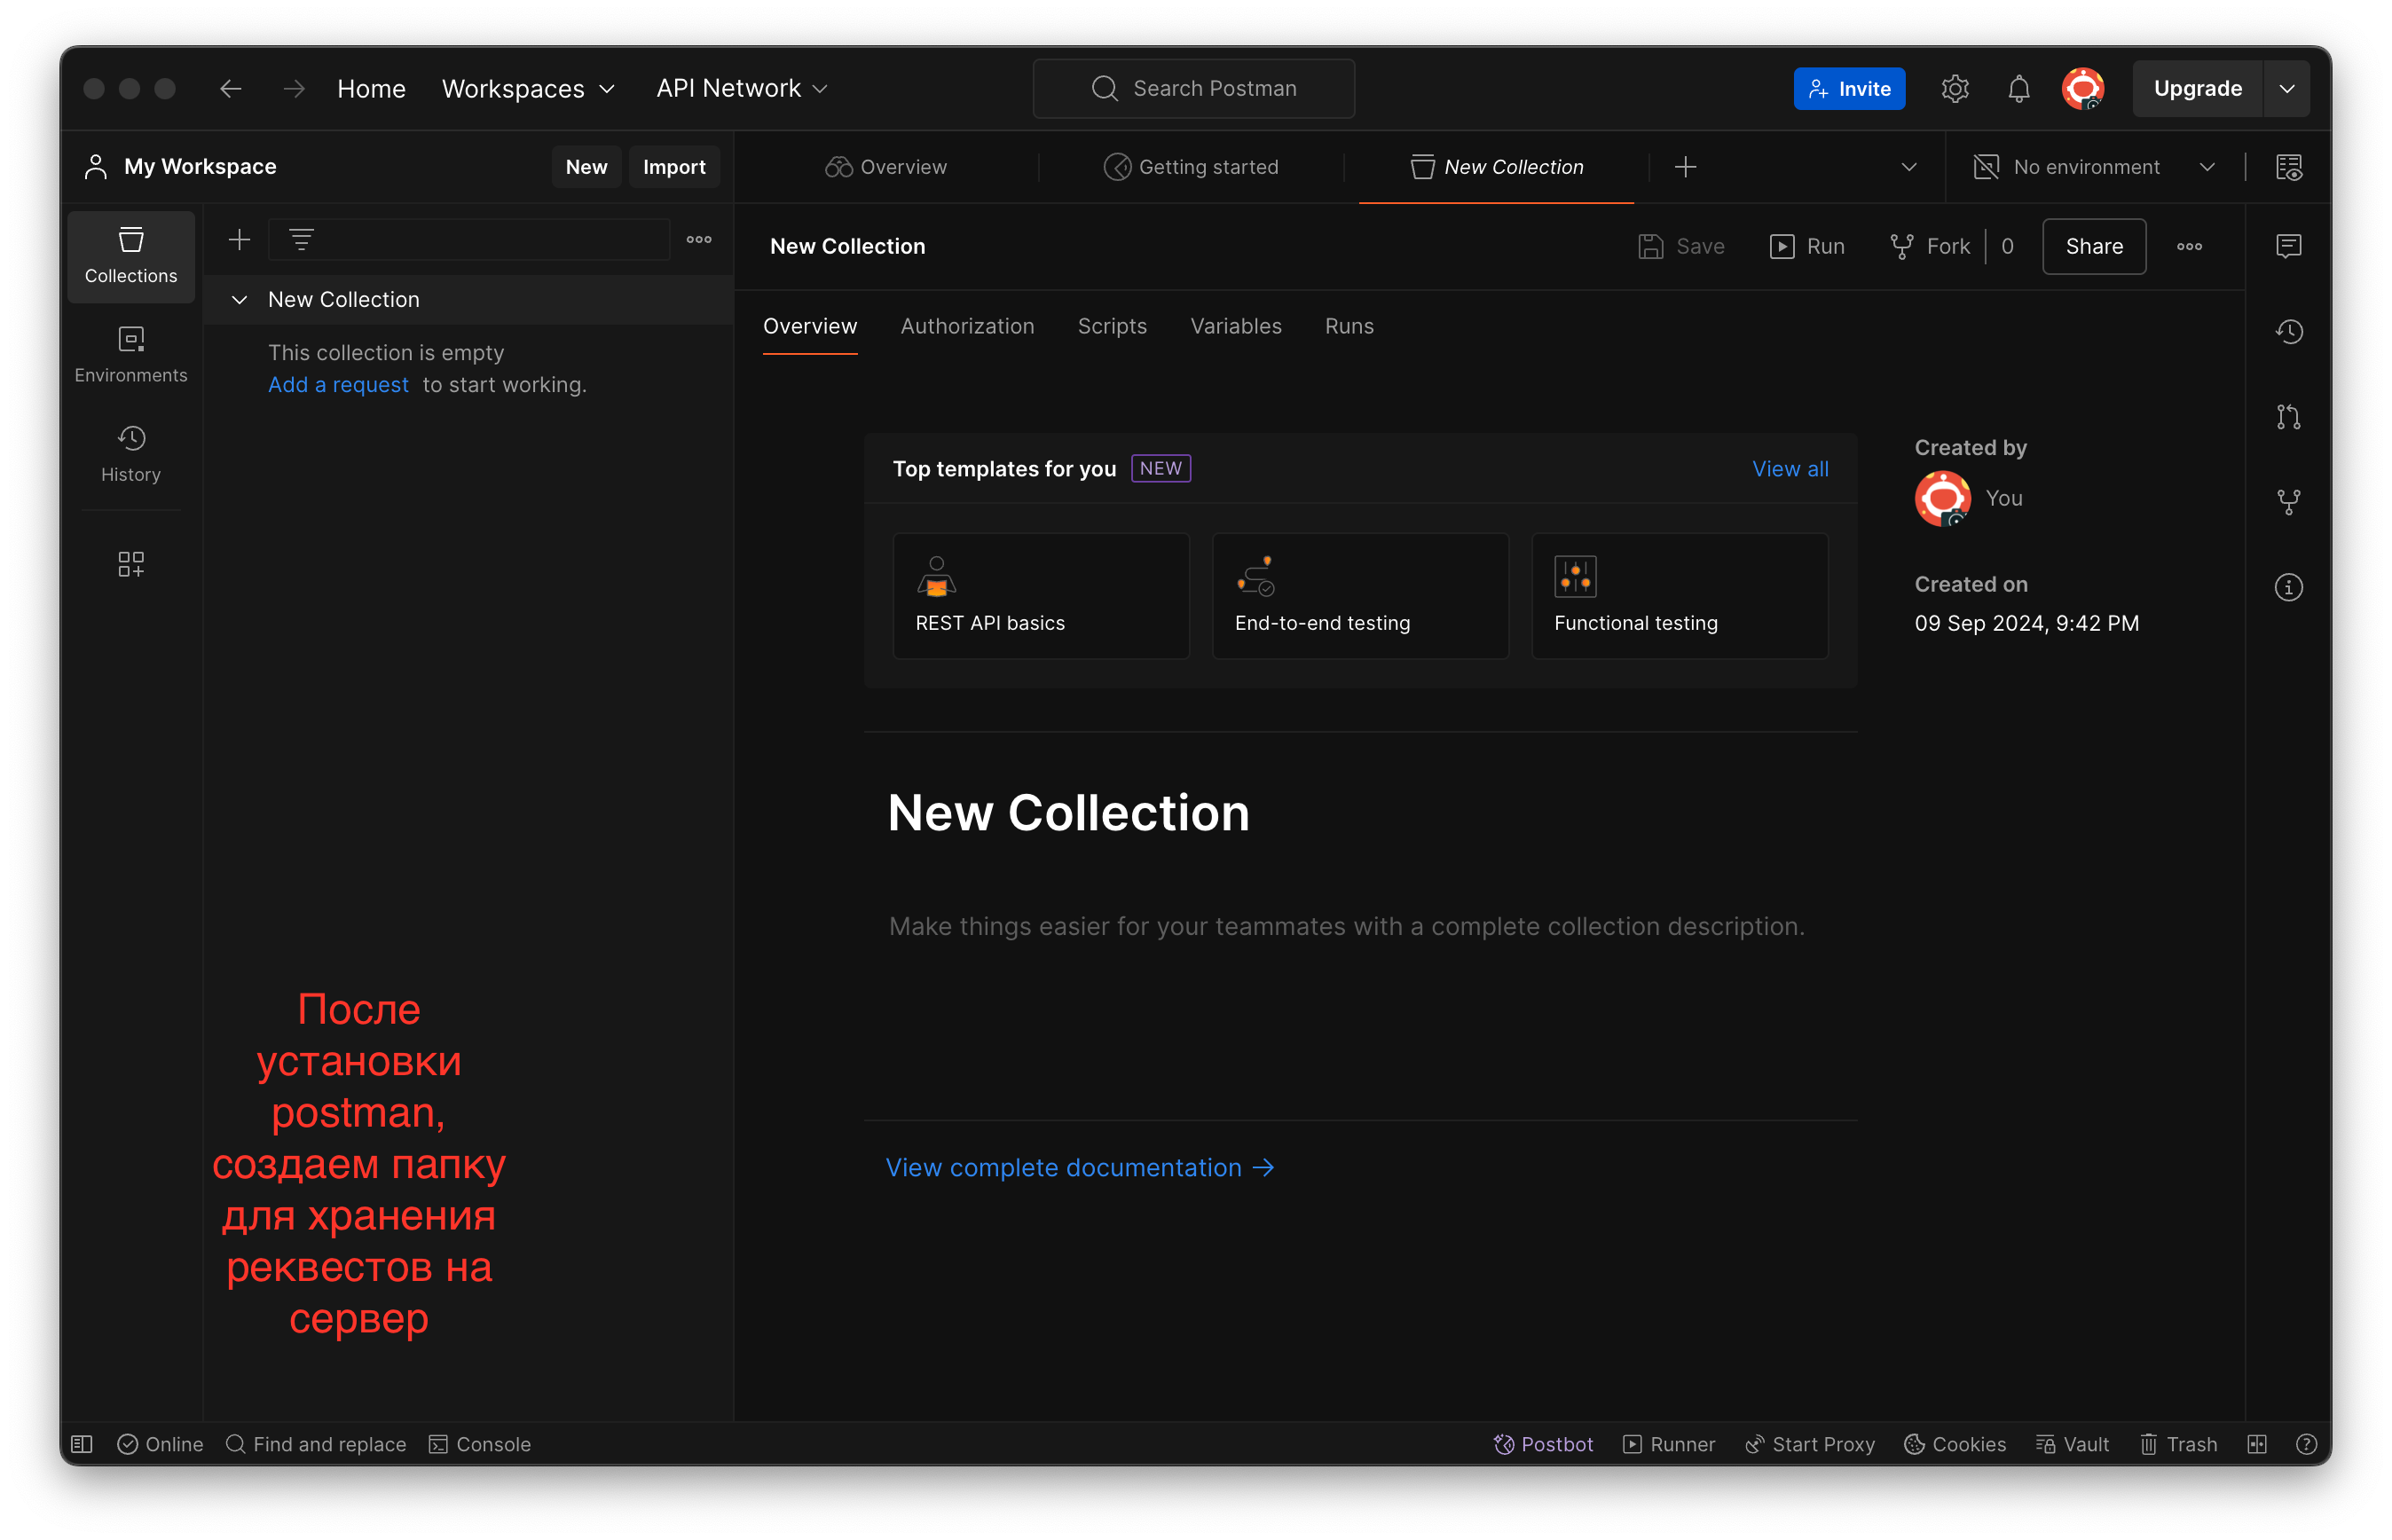 Home
Workspaces
API Network
Search Postman
Invite
Upgrade
My Workspace
New
Import
Overview
Getting started
New Collection
No environment
Collections
Environments
History
New Collection
This collection is empty
Add a request to start working.
New Collection
Save
Run
Fork
0
Share
Overview
Authorization
Scripts
Variables
Runs
Top templates for you
NEW
View all
REST API basics
End-to-end testing
Functional testing
Created by
You
Created on
09 Sep 2024, 9:42 PM
New Collection
Make things easier for your teammates with a complete collection description.
View complete documentation
После
установки
postman,
создаем папку
для хранения
реквестов на
сервер
Online
Find and replace
Console
Postbot
Runner
Start Proxy
Cookies
Vault
Trash